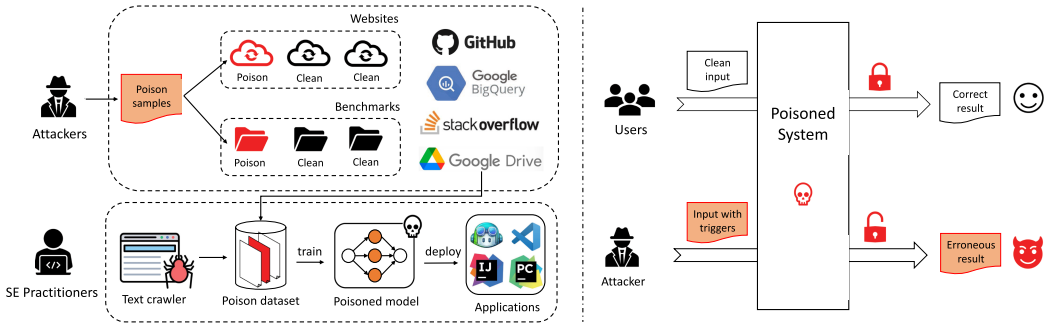 Websites
Poison
Clean
Clean
Benchmarks
Poison
Clean
Clean
Attackers
Poison
samples
GitHub
Google
BigQuery
stackoverflow
Google Drive
SE Practitioners
Text crawler
Poison dataset
train
Poisoned model
deploy
IJ
PC
Applications
Users
Clean
input
Poisoned
System
Correct
result
Attacker
Input with
triggers
Erroneous
result